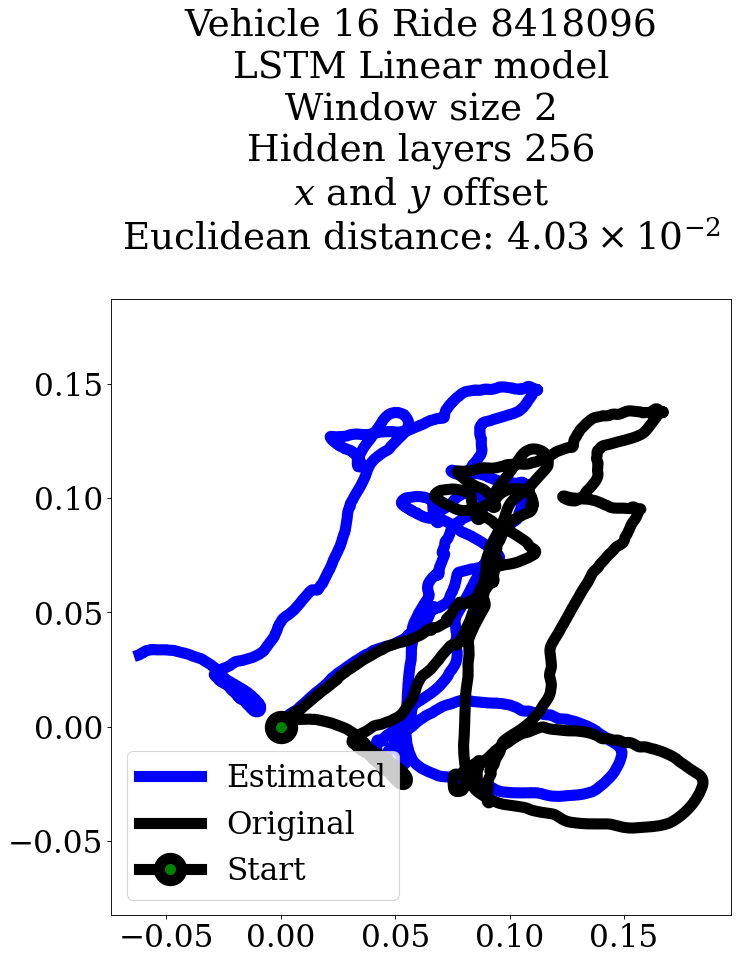 Vehicle 16 Ride 8418096
LSTM Linear model
Window size 2
Hidden layers 256
x and y offset
Euclidean distance: 4.03 × 10⁻²
0.15
0.10
0.05
0.00
−0.05
Estimated
Original
Start
−0.05 0.00 0.05 0.10 0.15